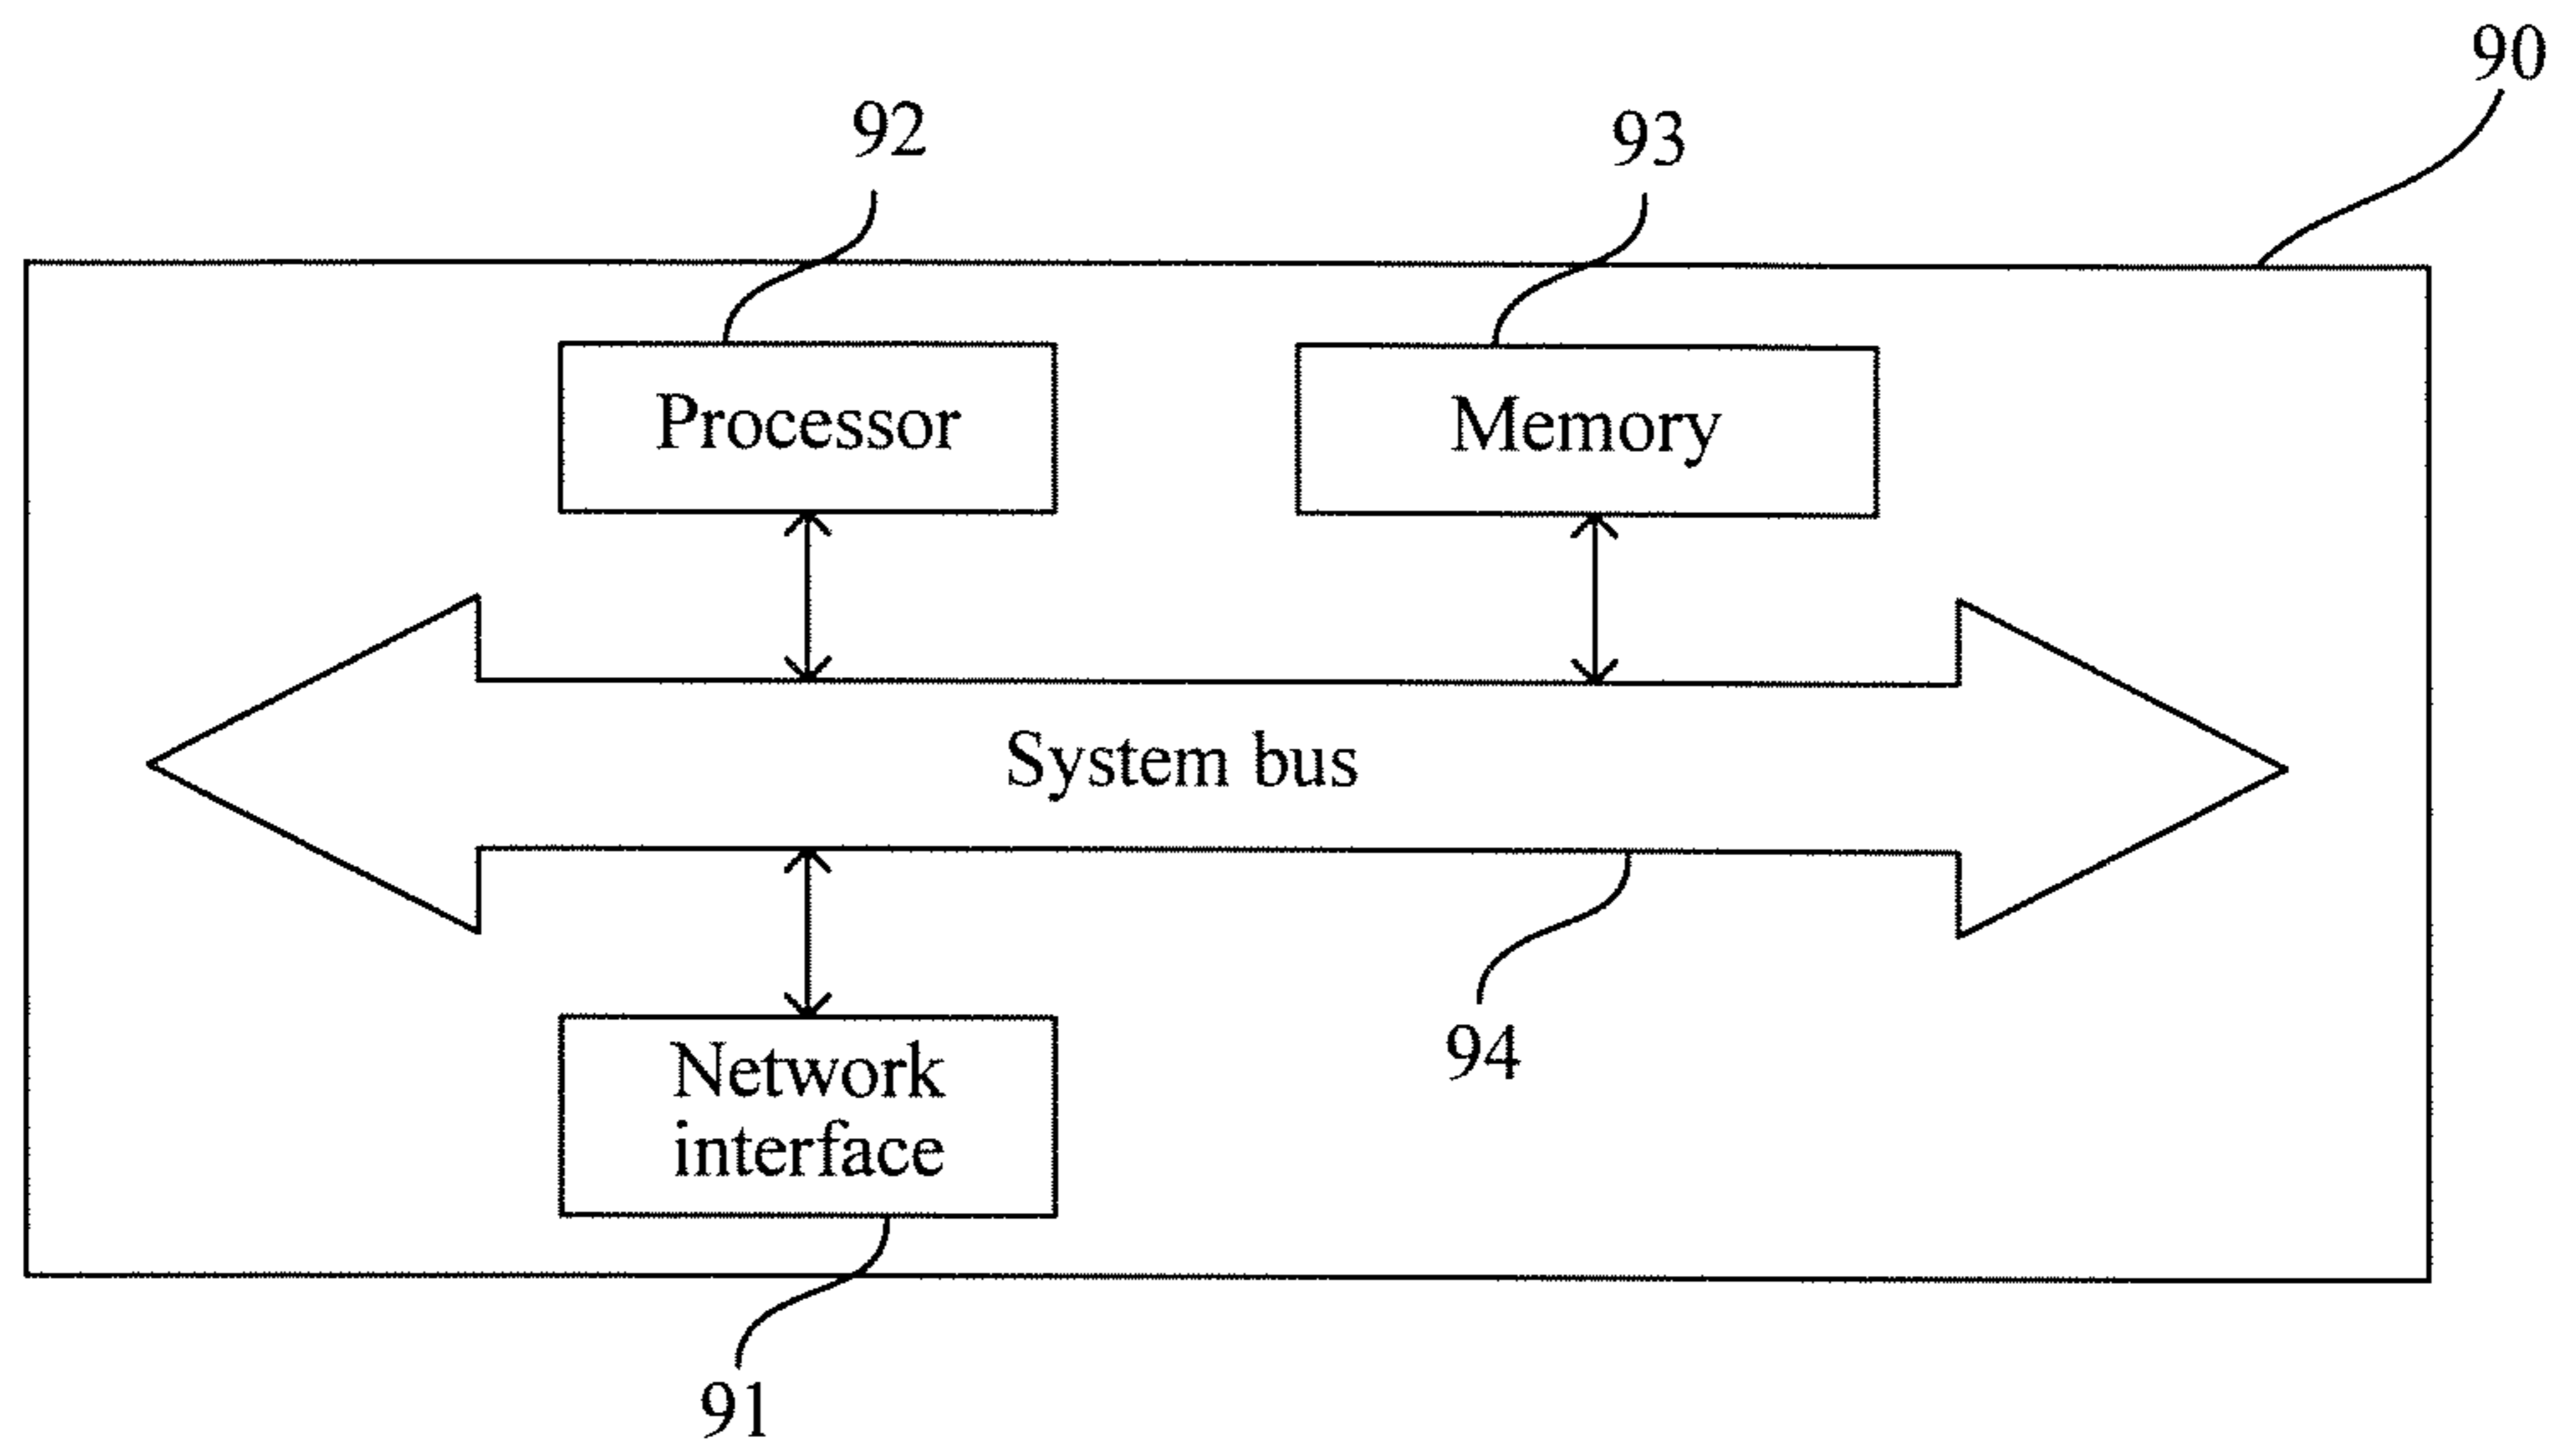 90
92
93
Processor
Memory
System bus
94
Network
interface
91